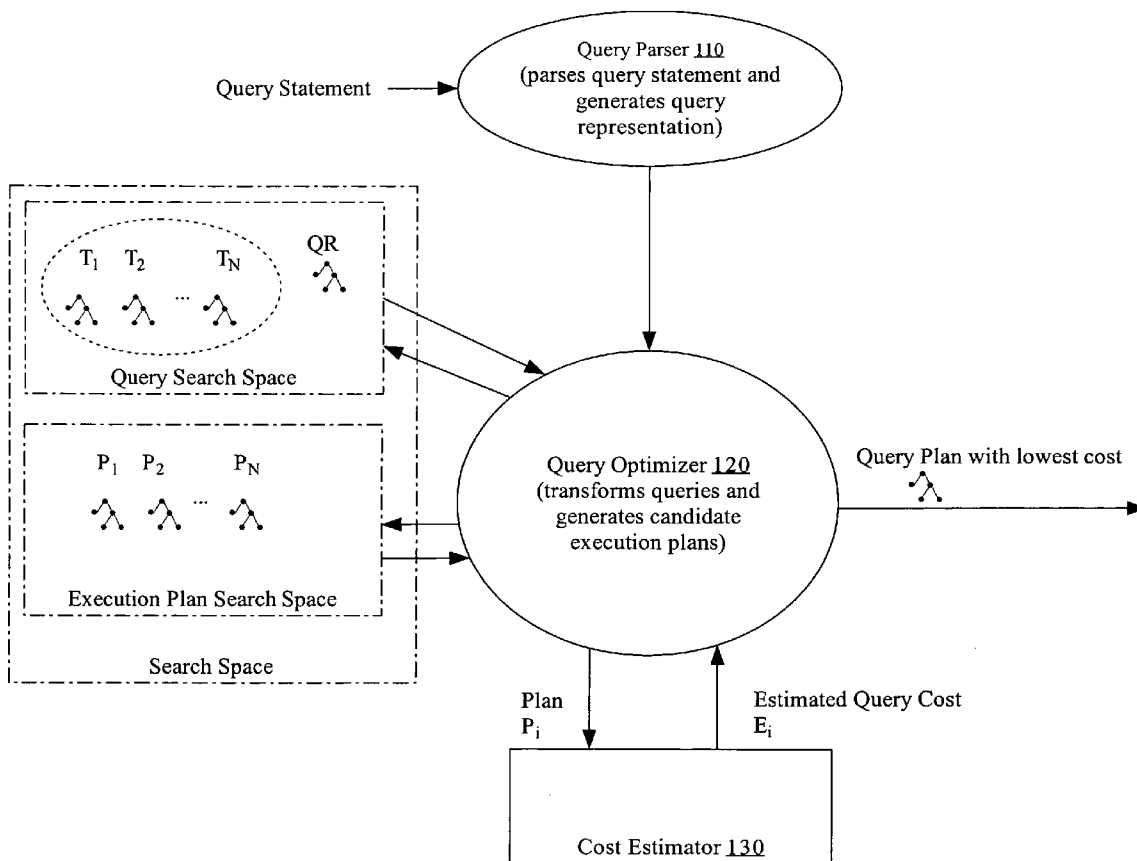 Query Parser 110
(parses query statement and
generates query
representation)
Query Statement
T1 T2 ... TN
QR
Query Search Space
P1 P2 ... PN
Execution Plan Search Space
Search Space
Query Optimizer 120
(transforms queries and
generates candidate
execution plans)
Query Plan with lowest cost
Plan
Pi
Estimated Query Cost
Ei
Cost Estimator 130